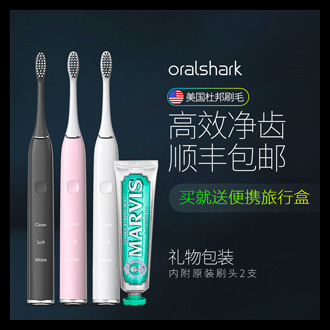 oralshark
美国杜邦刷毛
高效净齿
顺丰包邮
买就送便携旅行盒
礼物包装
内附原装刷头2支
Clean
Soft
White
Clean
Soft
White
MARVIS